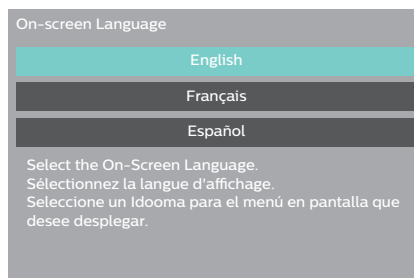 On-screen Language
English
Français
Español
Select the On-Screen Language.
Sélectionnez la langue d'affichage.
Seleccione un Idooma para el menú en pantalla que
desee desplegar.